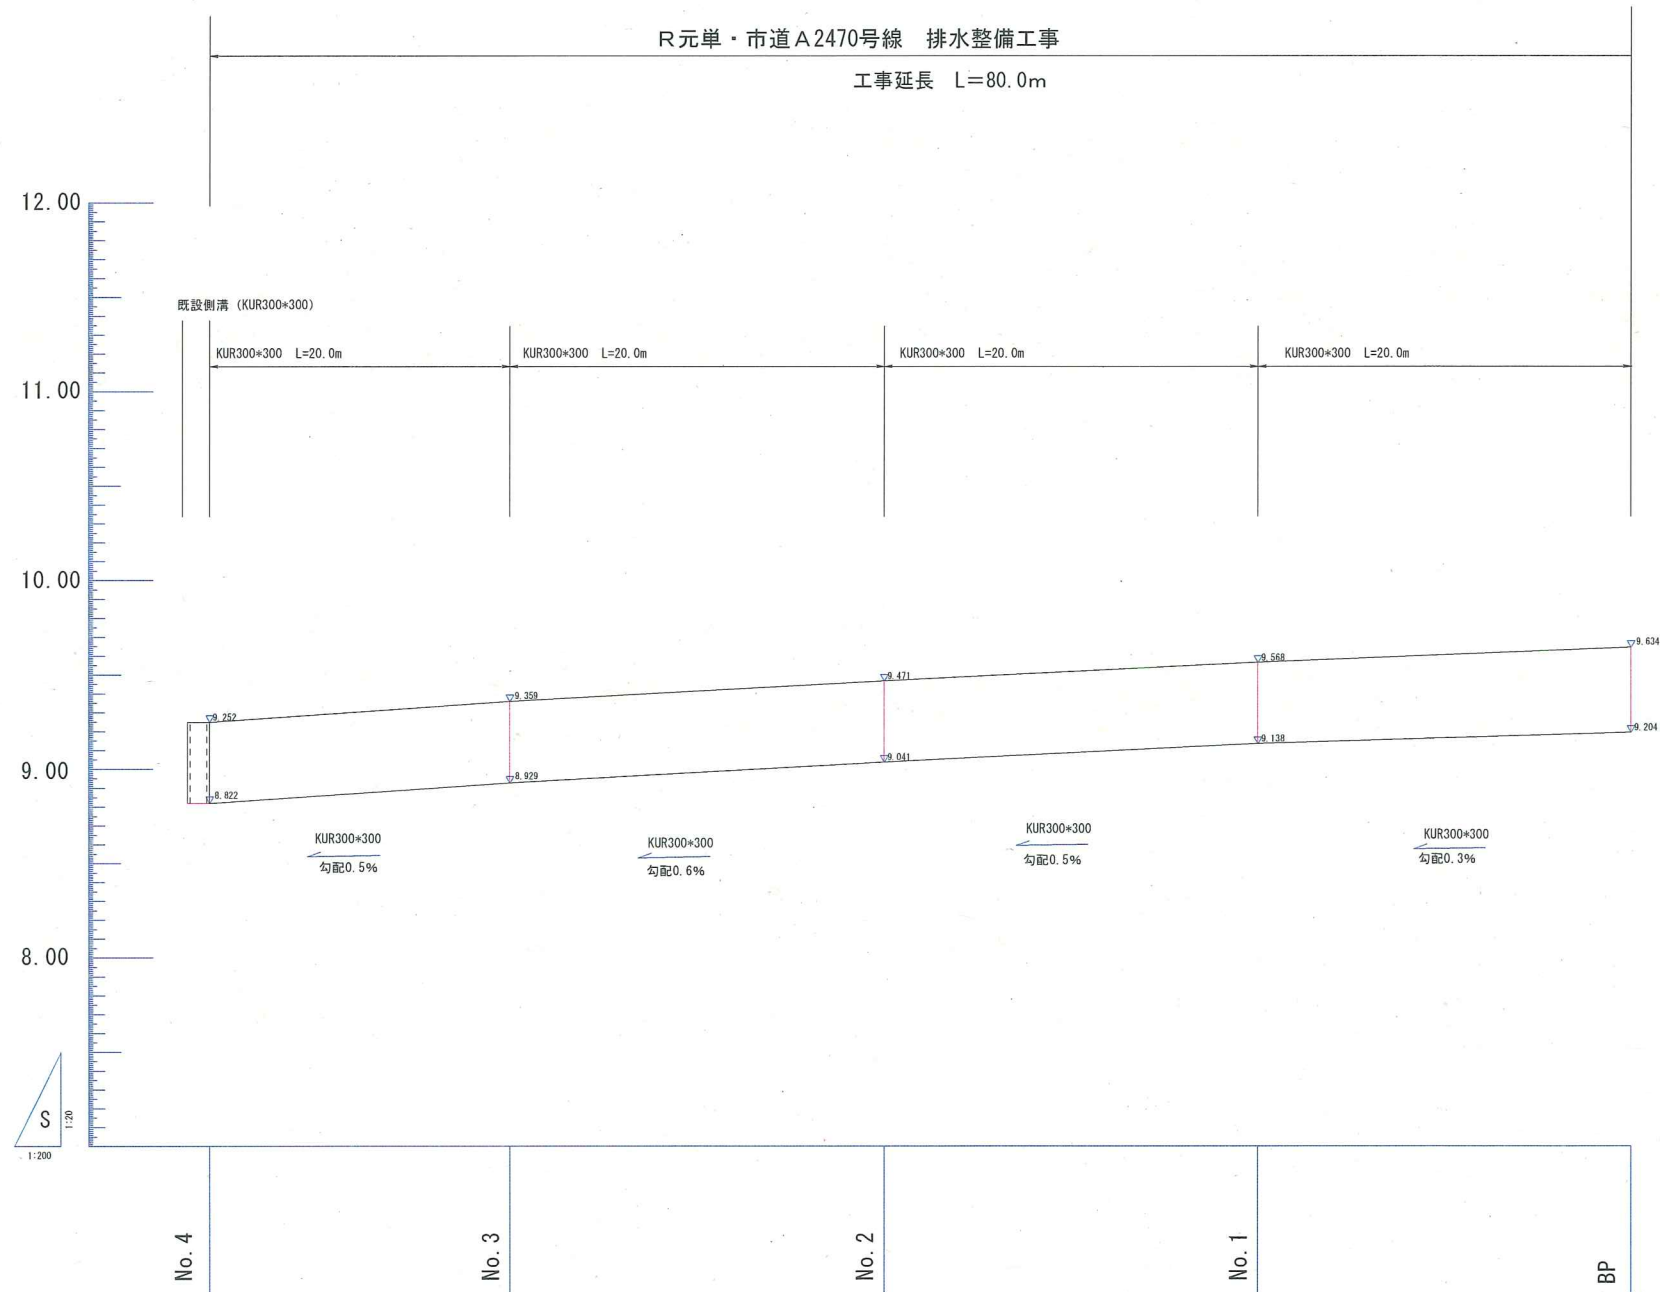 R元単・市道A2470号線　排水整備工事
工事延長　L=80.0m
12.00
既設側溝（KUR300*300）
KUR300*300　L=20.0m
KUR300*300　L=20.0m
KUR300*300　L=20.0m
KUR300*300　L=20.0m
11.00
10.00
9.634
9.568
9.471
9.359
9.252
9.204
9.138
9.041
8.929
8.822
9.00
KUR300*300
勾配0.5%
KUR300*300
勾配0.6%
KUR300*300
勾配0.5%
KUR300*300
勾配0.3%
8.00
S
1:20
1:200
No.4
No.3
No.2
No.1
BP